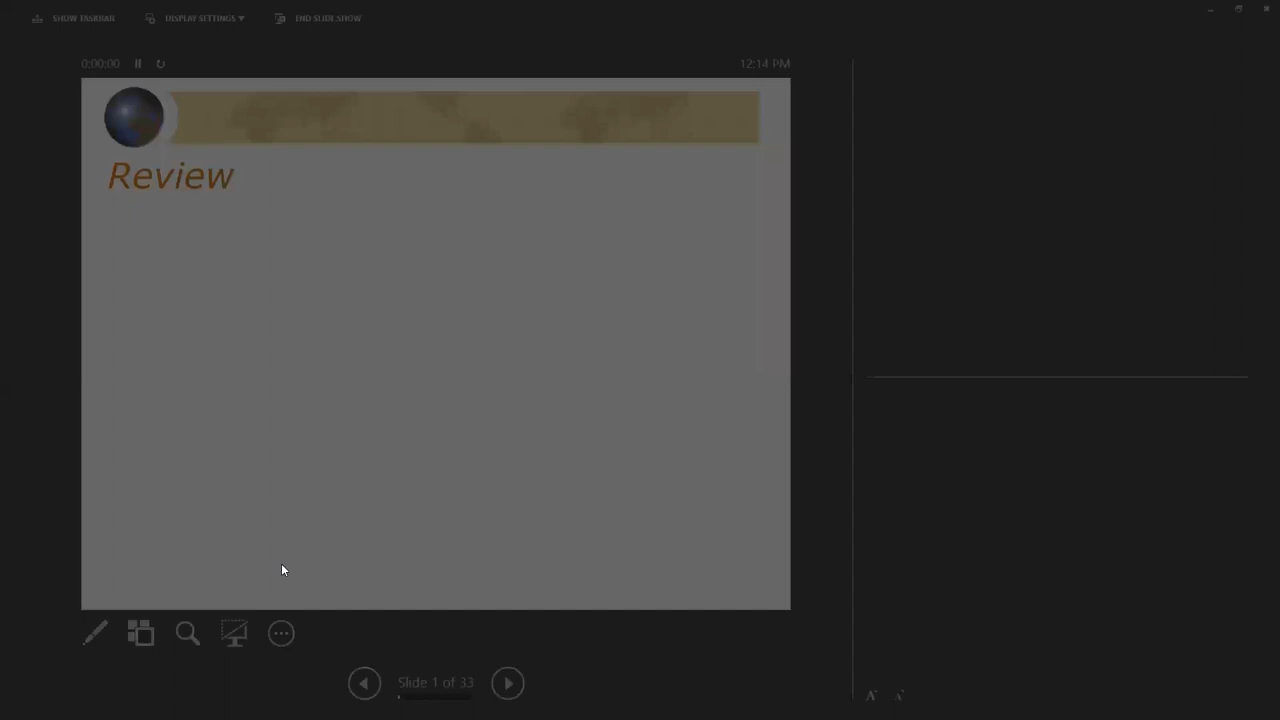 SHOW TASKBAR DISPLAY SETTINGS ▾ END SLIDE SHOW
0:00:00 12:14 PM
Review
Slide 1 of 33
A A